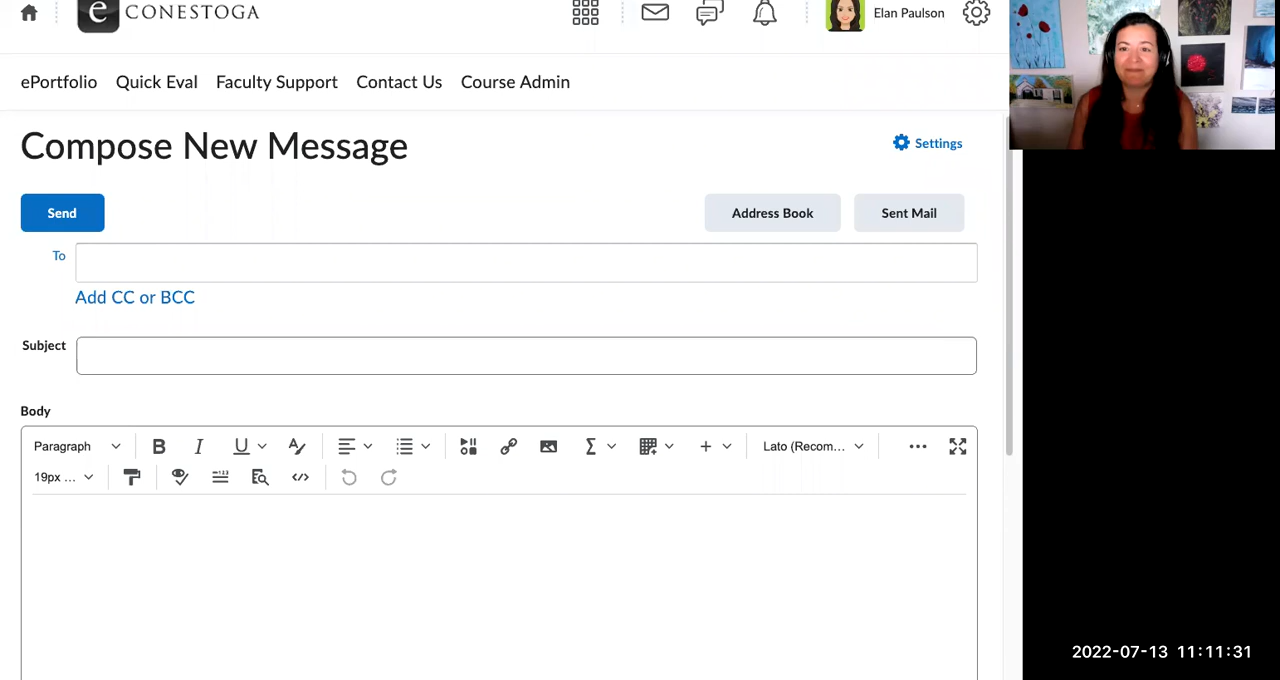 e CONESTOGA
Elan Paulson
ePortfolio Quick Eval Faculty Support Contact Us Course Admin
Compose New Message
Settings
Send
Address Book
Sent Mail
To
Add CC or BCC
Subject
Body
Paragraph
B I U
Lato (Recom...
19px ...
2022-07-13 11:11:31